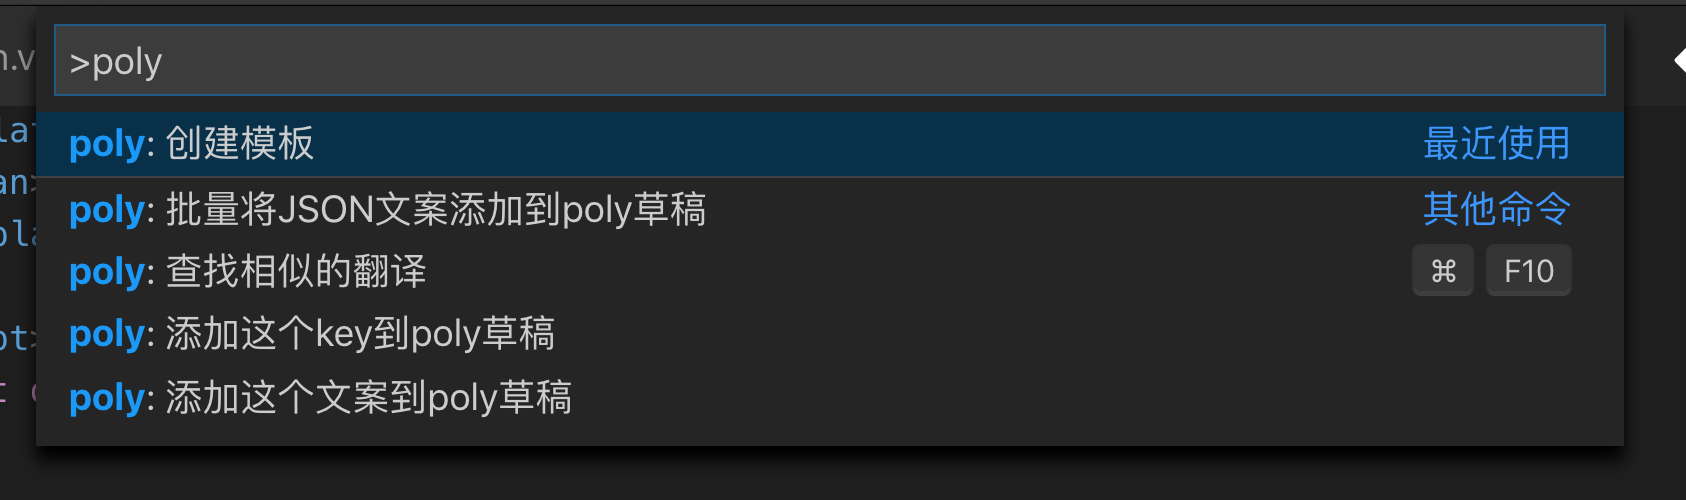 >poly
poly: 创建模板 最近使用
poly: 批量将JSON文案添加到poly草稿 其他命令
poly: 查找相似的翻译 ⌘ F10
poly: 添加这个key到poly草稿
poly: 添加这个文案到poly草稿